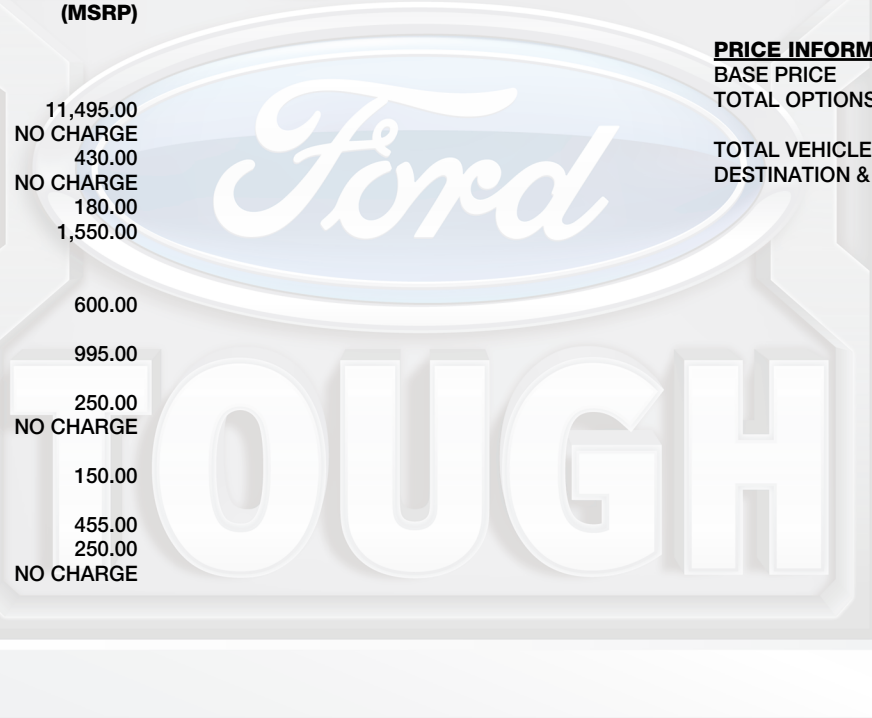 (MSRP)
11,495.00
NO CHARGE
430.00
NO CHARGE
180.00
1,550.00
600.00
995.00
250.00
NO CHARGE
150.00
455.00
250.00
NO CHARGE
PRICE INFORM
BASE PRICE
TOTAL OPTIONS
TOTAL VEHICLE
DESTINATION &
Ford
TOUGH